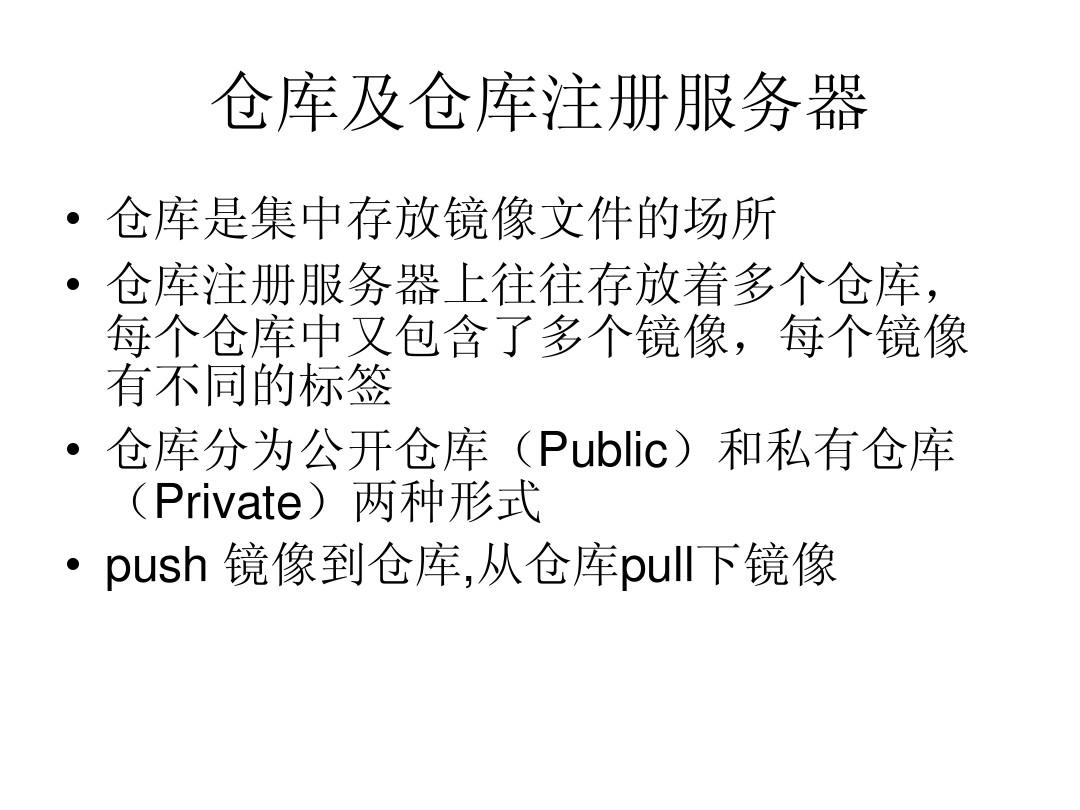 仓库及仓库注册服务器
• 仓库是集中存放镜像文件的场所
• 仓库注册服务器上往往存放着多个仓库，
每个仓库中又包含了多个镜像，每个镜像
有不同的标签
• 仓库分为公开仓库（Public）和私有仓库
（Private）两种形式
• push 镜像到仓库,从仓库pull下镜像